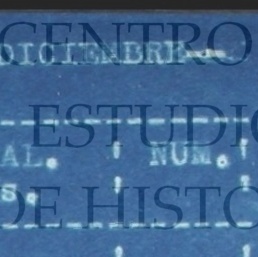 CENTRO
DICIEMBRE
ESTUDIO
AL. NUM.
S.
DE HISTO